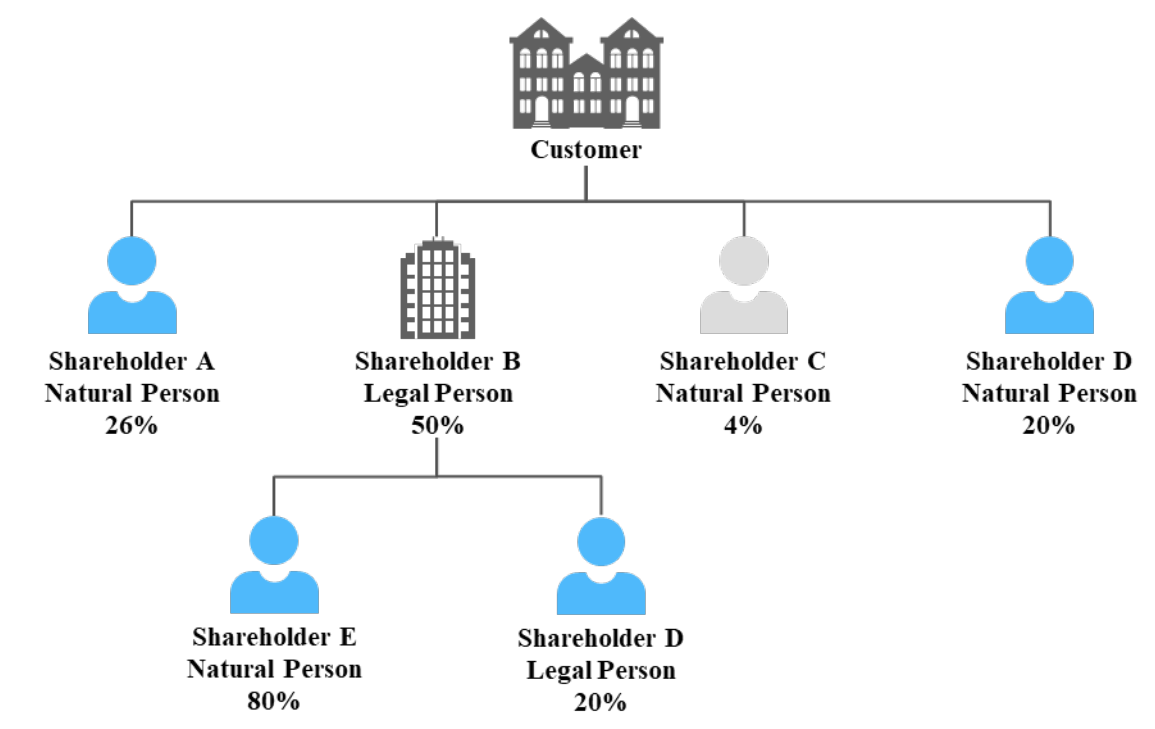 Customer
Shareholder A
Natural Person
26%
Shareholder B
Legal Person
50%
Shareholder C
Natural Person
4%
Shareholder D
Natural Person
20%
Shareholder E
Natural Person
80%
Shareholder D
Legal Person
20%